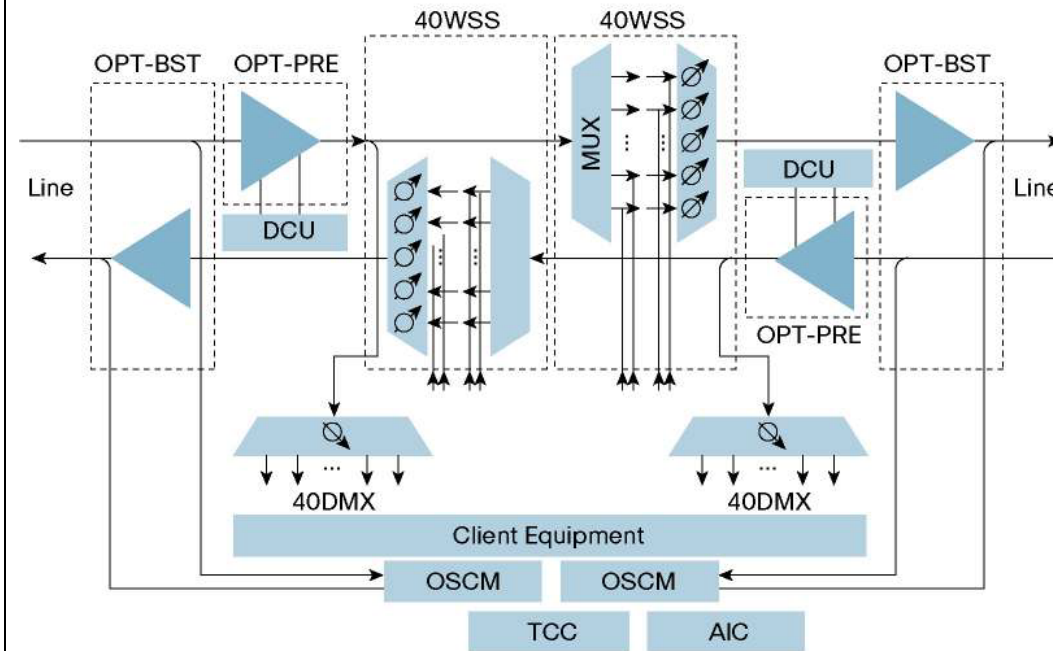 40WSS
40WSS
OPT-BST
OPT-PRE
OPT-BST
MUX
DCU
Line
Line
DCU
OPT-PRE
...
...
40DMX
40DMX
Client Equipment
OSCM
OSCM
TCC
AIC